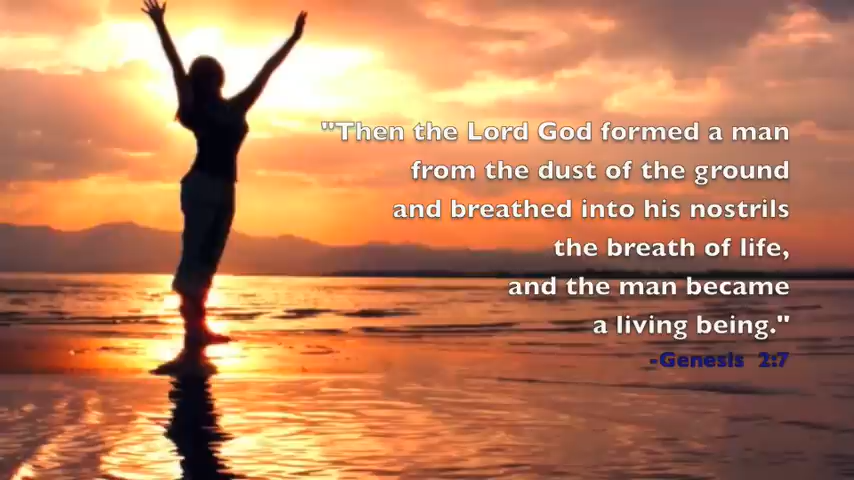 "Then the Lord God formed a man
from the dust of the ground
and breathed into his nostrils
the breath of life,
and the man became
a living being."
-Genesis 2:7